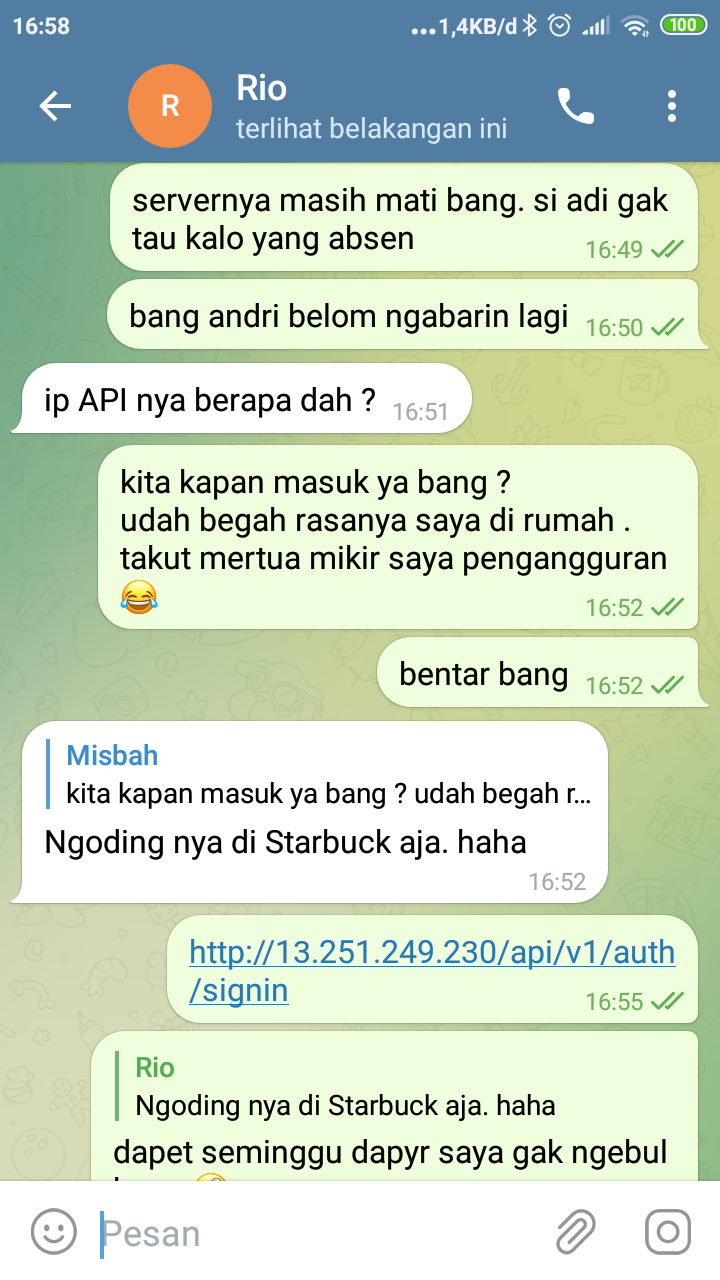 16:58
...1,4KB/d
100
R
Rio
terlihat belakangan ini
servernya masih mati bang. si adi gak
tau kalo yang absen
16:49
bang andri belom ngabarin lagi
16:50
ip API nya berapa dah ?
16:51
kita kapan masuk ya bang ?
udah begah rasanya saya di rumah .
takut mertua mikir saya pengangguran
😂
16:52
bentar bang
16:52
Misbah
kita kapan masuk ya bang ? udah begah r...
Ngoding nya di Starbuck aja. haha
16:52
http://13.251.249.230/api/v1/auth
/signin
16:55
Rio
Ngoding nya di Starbuck aja. haha
dapet seminggu dapyr saya gak ngebul
Pesan